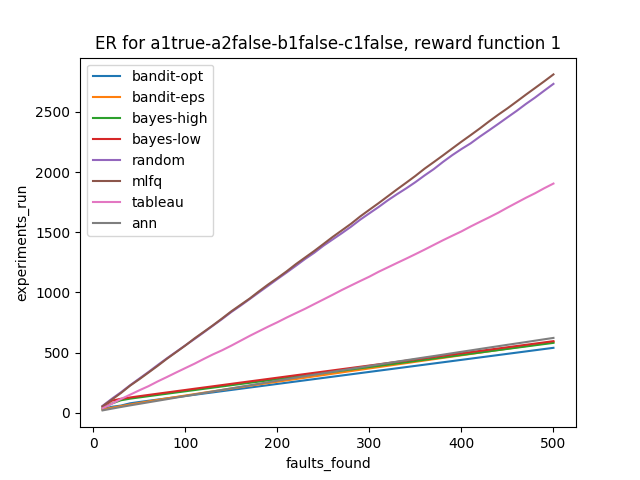 ER for a1true-a2false-b1false-c1false, reward function 1
bandit-opt
bandit-eps
bayes-high
bayes-low
random
mlfq
tableau
ann
experiments_run
2500
2000
1500
1000
500
0
0 100 200 300 400 500
faults_found